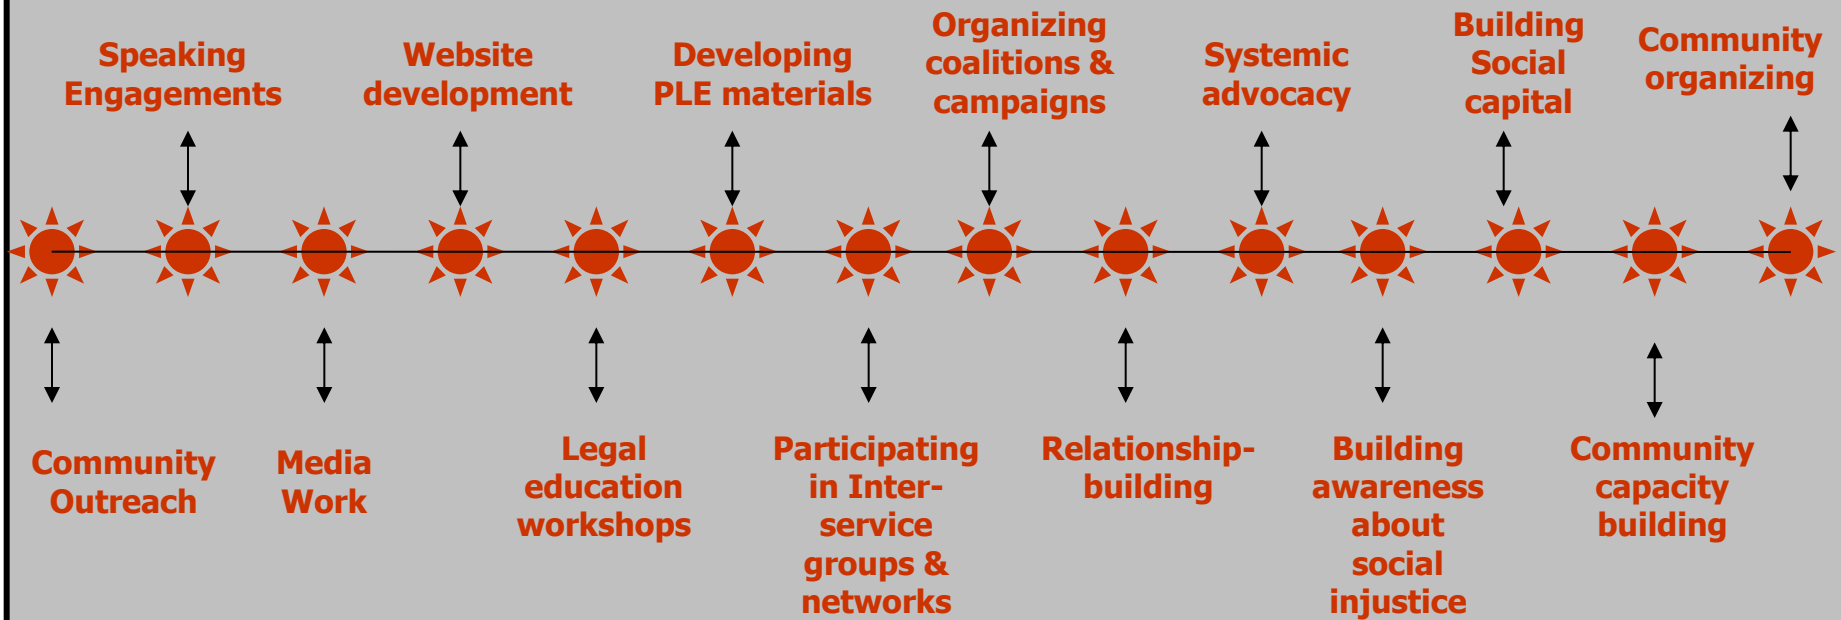 Speaking
Engagements
Website
development
Developing
PLE materials
Organizing
coalitions &
campaigns
Systemic
advocacy
Building
Social
capital
Community
organizing
Community
Outreach
Media
Work
Legal
education
workshops
Participating
in Inter-
service
groups &
networks
Relationship-
building
Building
awareness
about
social
injustice
Community
capacity
building